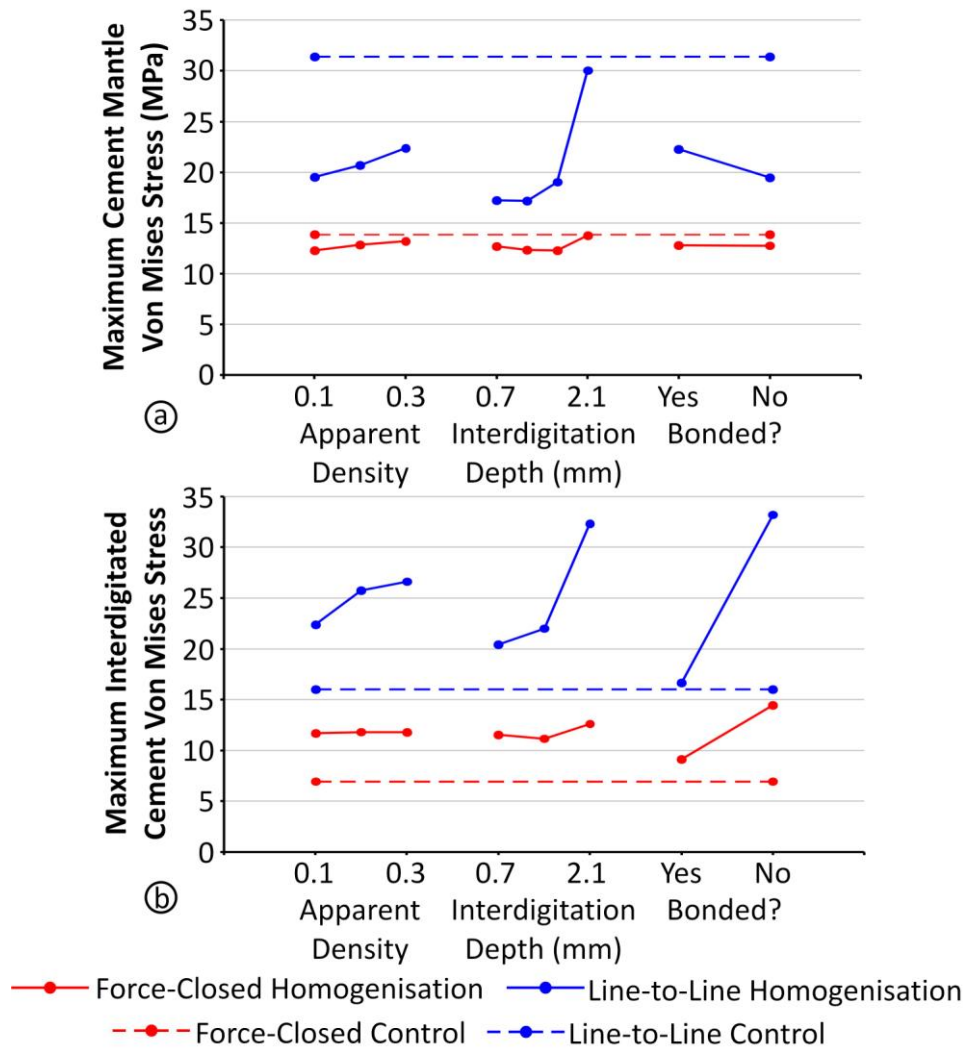 Maximum Cement Mantle
Von Mises Stress (MPa)
35
30
25
20
15
10
5
0
0.1 0.3 0.7 2.1 Yes No
Apparent Interdigitation Bonded?
Density Depth (mm)
a
Maximum Interdigitated
Cement Von Mises Stress
35
30
25
20
15
10
5
0
0.1 0.3 0.7 2.1 Yes No
Apparent Interdigitation Bonded?
Density Depth (mm)
b
Force-Closed Homogenisation Line-to-Line Homogenisation
Force-Closed Control Line-to-Line Control